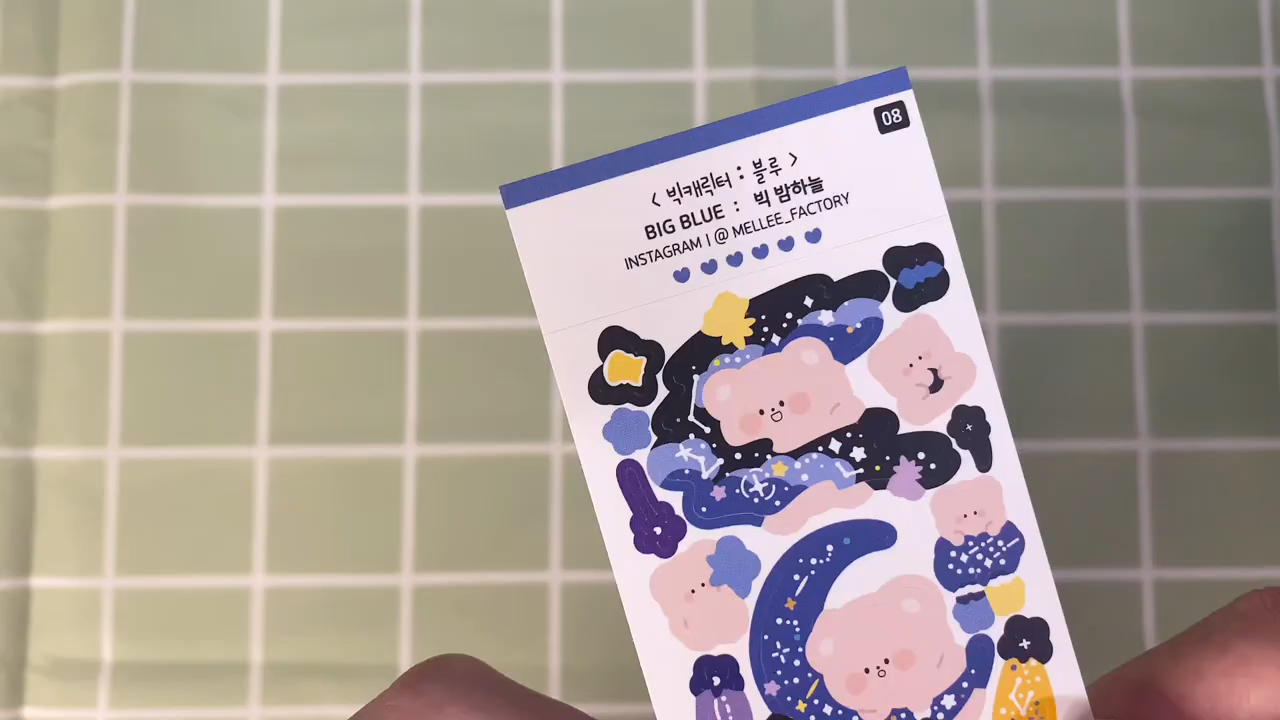 08
< 빅캐릭터 : 블루 >
BIG BLUE : 빅 밤하늘
INSTAGRAM | @ MELLEE_FACTORY